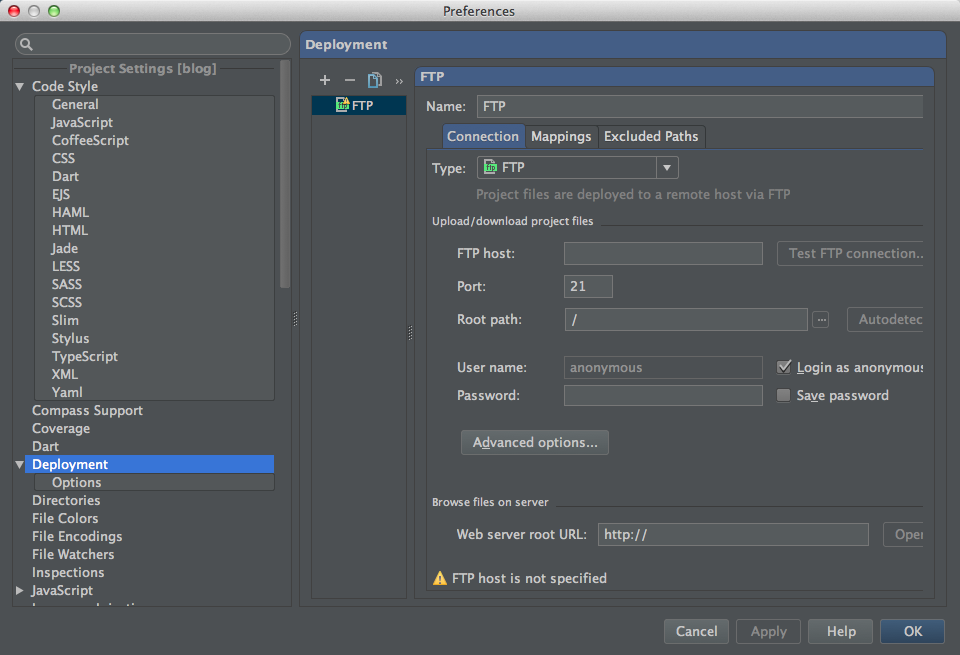 Preferences
Project Settings [blog]
Code Style
General
JavaScript
CoffeeScript
CSS
Dart
EJS
HAML
HTML
Jade
LESS
SASS
SCSS
Slim
Stylus
TypeScript
XML
Yaml
Compass Support
Coverage
Dart
Deployment
Options
Directories
File Colors
File Encodings
File Watchers
Inspections
JavaScript
Deployment
FTP
FTP
Name: FTP
Connection Mappings Excluded Paths
Type: FTP
Project files are deployed to a remote host via FTP
Upload/download project files
FTP host: Test FTP connection..
Port: 21
Root path: / ... Autodetec
User name: anonymous Login as anonymous
Password: Save password
Advanced options...
Browse files on server
Web server root URL: http:// Open
FTP host is not specified
Cancel Apply Help OK